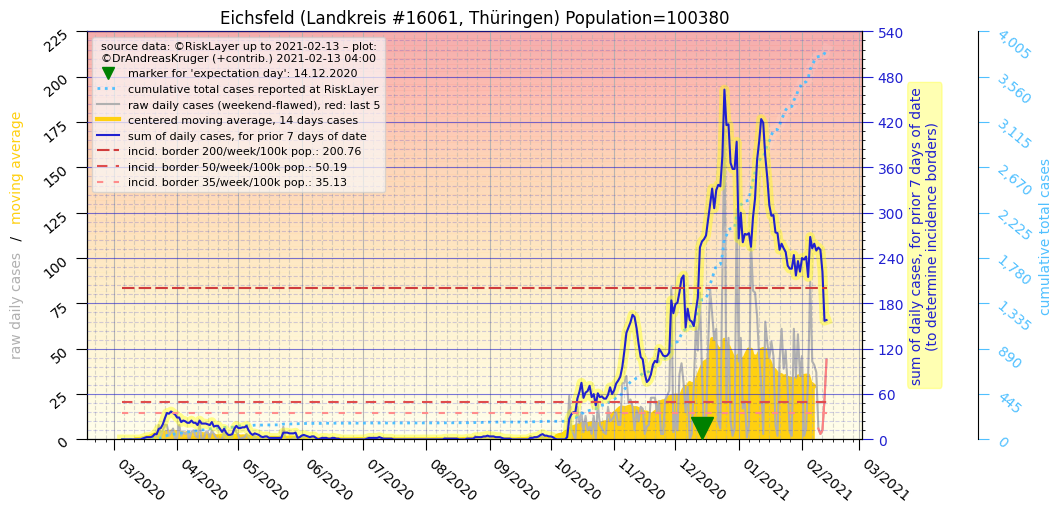 Eichsfeld (Landkreis #16061, Thüringen) Population=100380
source data: ©RiskLayer up to 2021-02-13 – plot:
©DrAndreasKruger (+contrib.) 2021-02-13 04:00
marker for 'expectation day': 14.12.2020
cumulative total cases reported at RiskLayer
raw daily cases (weekend-flawed), red: last 5
centered moving average, 14 days cases
sum of daily cases, for prior 7 days of date
incid. border 200/week/100k pop.: 200.76
incid. border 50/week/100k pop.: 50.19
incid. border 35/week/100k pop.: 35.13
raw daily cases / moving average
225
200
175
150
125
100
75
50
25
0
540
480
420
360
300
240
180
120
60
0
sum of daily cases, for prior 7 days of date
(to determine incidence borders)
4,005
3,560
3,115
2,670
2,225
1,780
1,335
890
445
0
cumulative total cases
03/2020
04/2020
05/2020
06/2020
07/2020
08/2020
09/2020
10/2020
11/2020
12/2020
01/2021
02/2021
03/2021